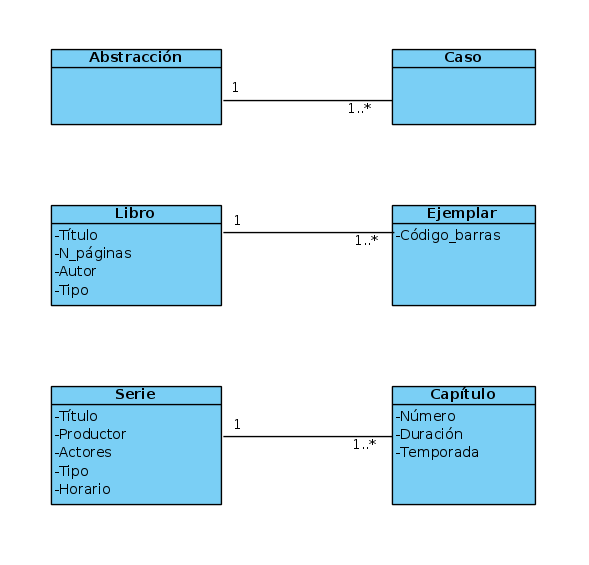 Abstracción
Caso
1
1..*
Libro
-Título
-N_páginas
-Autor
-Tipo
1
1..*
Ejemplar
-Código_barras
Serie
-Título
-Productor
-Actores
-Tipo
-Horario
1
1..*
Capítulo
-Número
-Duración
-Temporada